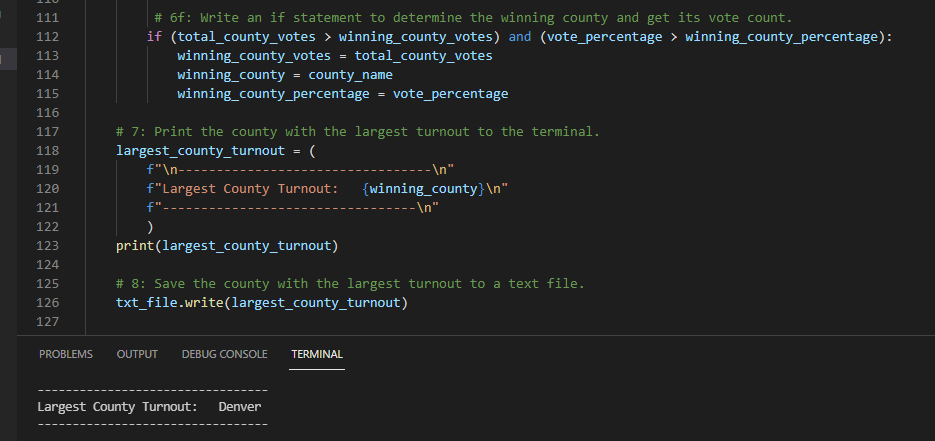 111 # 6f: Write an if statement to determine the winning county and get its vote count.
112 if (total_county_votes > winning_county_votes) and (vote_percentage > winning_county_percentage):
113 winning_county_votes = total_county_votes
114 winning_county = county_name
115 winning_county_percentage = vote_percentage
116
117 # 7: Print the county with the largest turnout to the terminal.
118 largest_county_turnout = (
119 f"\n---------------------------------\n"
120 f"Largest County Turnout:   {winning_county}\n"
121 f"---------------------------------\n"
122 )
123 print(largest_county_turnout)
124
125 # 8: Save the county with the largest turnout to a text file.
126 txt_file.write(largest_county_turnout)
127
PROBLEMS OUTPUT DEBUG CONSOLE TERMINAL
---------------------------------
Largest County Turnout:   Denver
---------------------------------